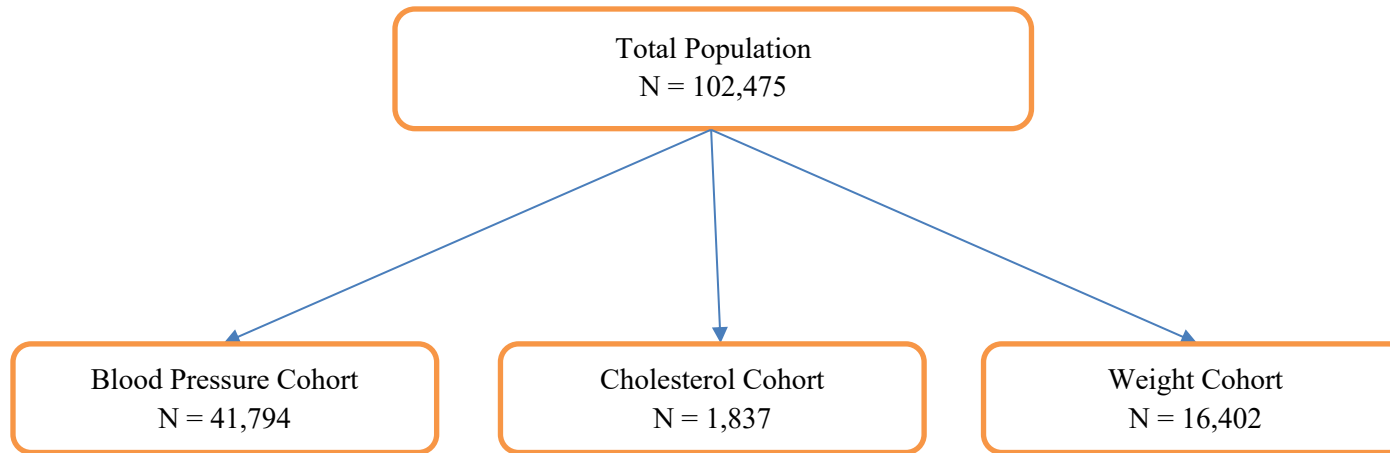 Total Population
N = 102,475
Blood Pressure Cohort
N = 41,794
Cholesterol Cohort
N = 1,837
Weight Cohort
N = 16,402